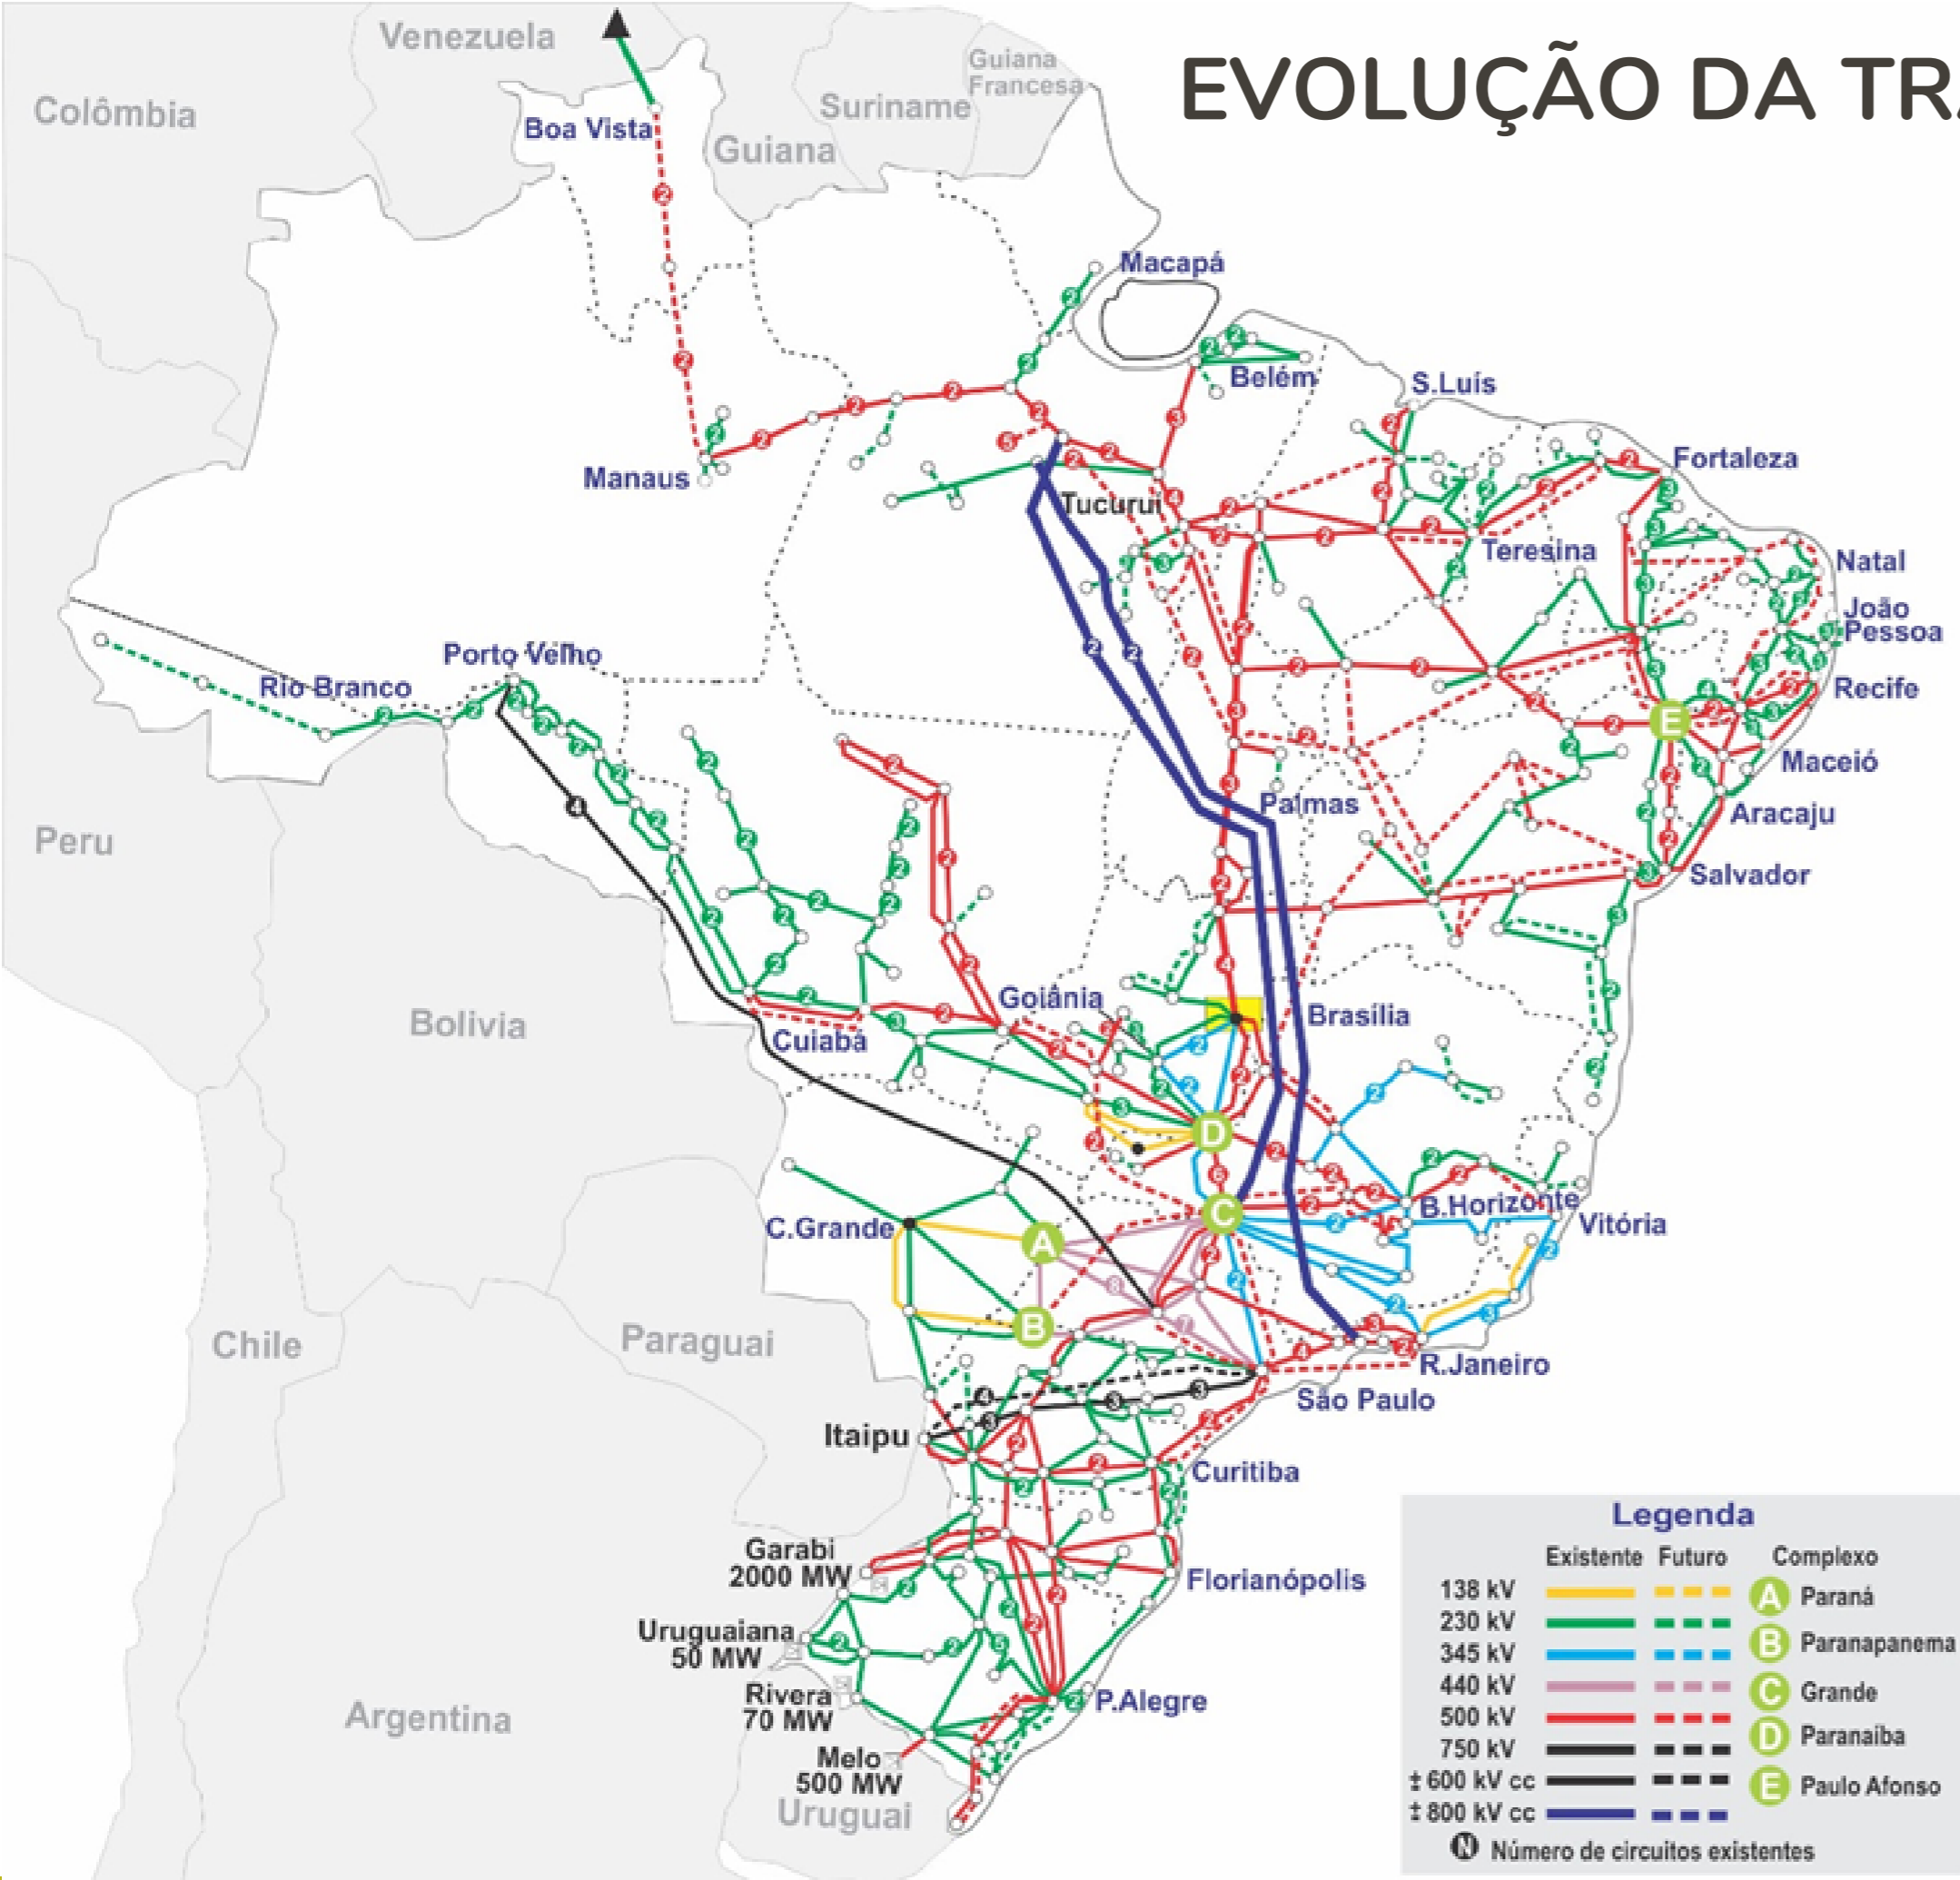 EVOLUÇÃO DA TR
Venezuela
Guiana
Francesa
Colômbia
Suriname
Boa Vista
Guiana
Macapá
Belém
S.Luís
Manaus
Fortaleza
Tucuruí
Teresina
Natal
João
Pessoa
Porto Velho
Rio Branco
Recife
Maceió
Palmas
Aracaju
Peru
Salvador
Goiânia
Brasília
Bolivia
Cuiabá
B.Horizonte
C.Grande
Vitória
Chile
Paraguai
R.Janeiro
São Paulo
Itaipu
Curitiba
Garabi
2000 MW
Florianópolis
Uruguaiana
50 MW
Rivera
70 MW
P.Alegre
Argentina
Melo
500 MW
Uruguai
A
B
C
D
E
Legenda
Existente Futuro Complexo
138 kV A Paraná
230 kV
345 kV B Paranapanema
440 kV C Grande
500 kV
750 kV D Paranaiba
± 600 kV cc E Paulo Afonso
± 800 kV cc
N Número de circuitos existentes